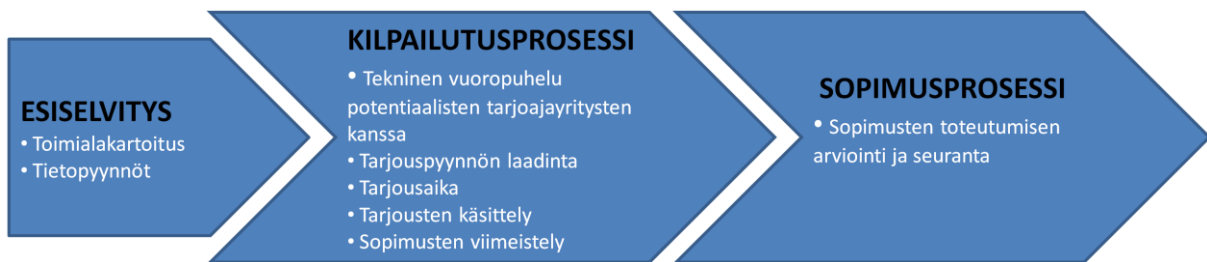 ESISELVITYS
• Toimialakartoitus
• Tietopyynnöt
KILPAILUTUSPROSESSI
• Tekninen vuoropuhelu
potentiaalisten tarjoajayritysten
kanssa
• Tarjouspyynnön laadinta
• Tarjousaika
• Tarjousten käsittely
• Sopimusten viimeistely
SOPIMUSPROSESSI
• Sopimusten toteutumisen
arviointi ja seuranta